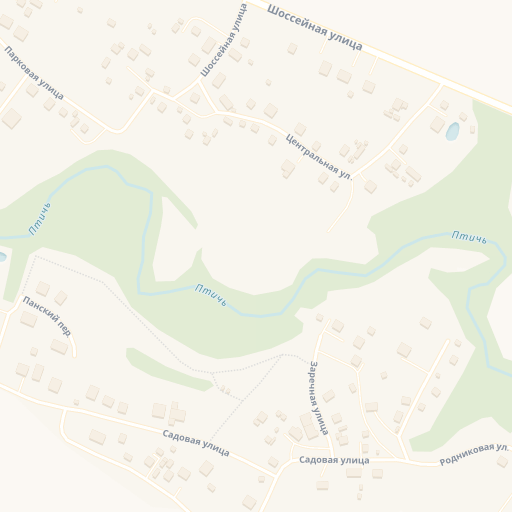 Шоссейная улица
Шоссейная улица
Парковая улица
Центральная ул.
Птичь
Птичь
Птичь
Панский пер
Заречная улица
Садовая улица
Садовая улица
Родниковая ул.